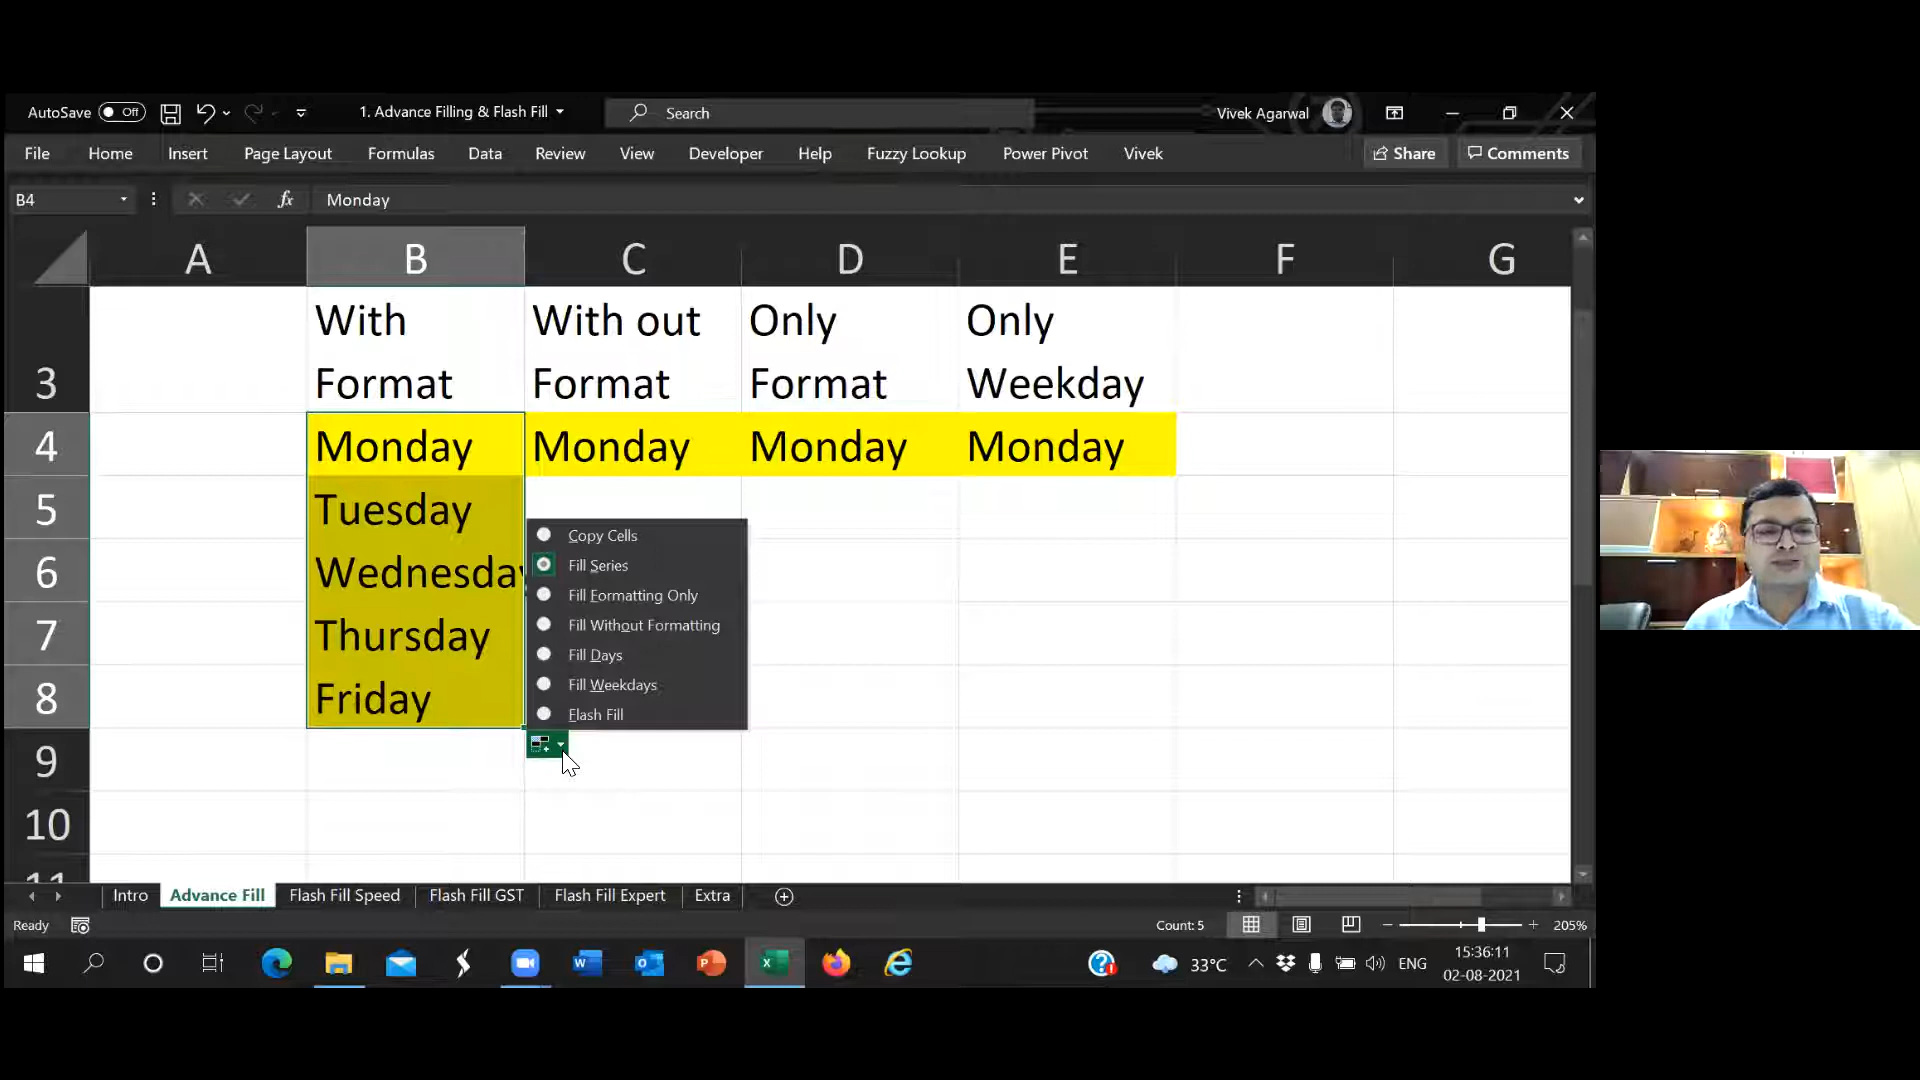 AutoSave Off 1. Advance Filling & Flash Fill Search Vivek Agarwal
File Home Insert Page Layout Formulas Data Review View Developer Help Fuzzy Lookup Power Pivot Vivek Share Comments
B4 fx Monday
A B C D E F G
With With out Only Only
3 Format Format Format Weekday
4 Monday Monday Monday Monday
5 Tuesday
Copy Cells
Fill Series
6 Wednesday
Fill Formatting Only
Fill Without Formatting
7 Thursday
Fill Days
Fill Weekdays
8 Friday
Flash Fill
9
10
11
Intro Advance Fill Flash Fill Speed Flash Fill GST Flash Fill Expert Extra
Ready Count: 5 205%
33°C ENG 15:36:11
02-08-2021